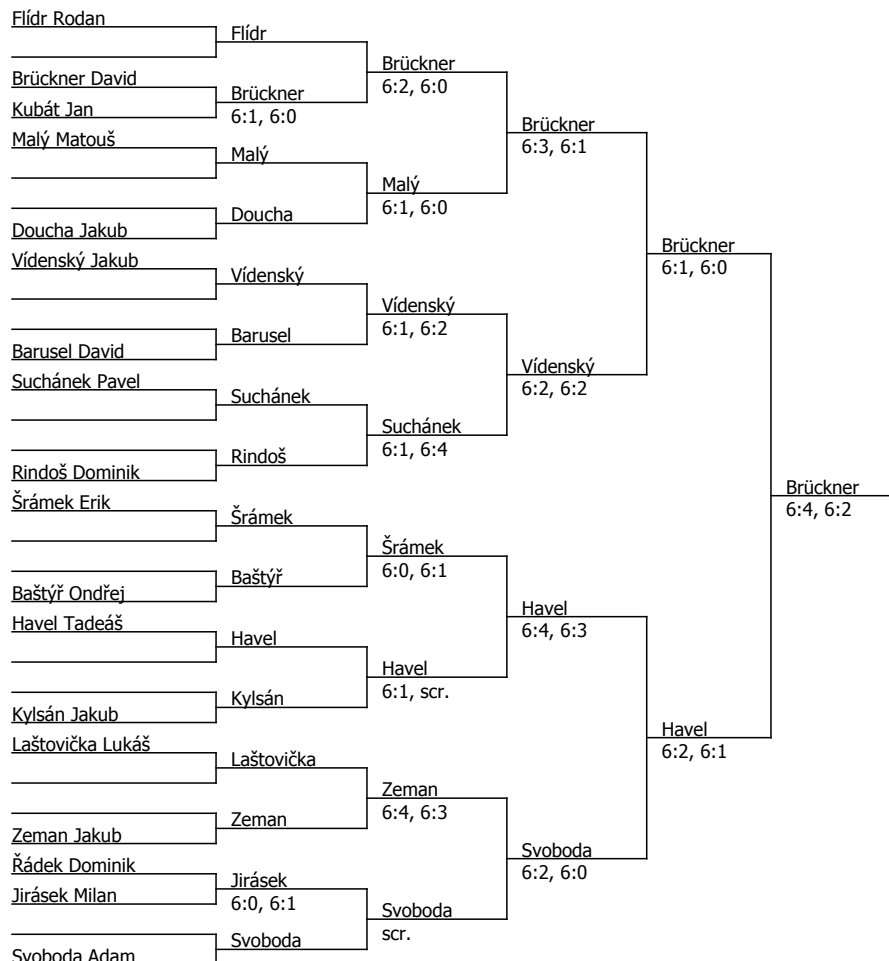 Flídr Rodan
Flídr
Brückner
6:2, 6:0
Brückner David
Brückner
6:1, 6:0
Kubát Jan
Brückner
6:3, 6:1
Malý Matouš
Malý
Malý
6:1, 6:0
Doucha
Doucha Jakub
Brückner
6:1, 6:0
Vídenský Jakub
Vídenský
Vídenský
6:1, 6:2
Barusel
Barusel David
Vídenský
6:2, 6:2
Suchánek Pavel
Suchánek
Suchánek
6:1, 6:4
Rindoš
Rindoš Dominik
Brückner
6:4, 6:2
Šrámek Erik
Šrámek
Šrámek
6:0, 6:1
Baštýř
Baštýř Ondřej
Havel
6:4, 6:3
Havel Tadeáš
Havel
Havel
6:1, scr.
Kylsán
Kylsán Jakub
Havel
6:2, 6:1
Laštovička Lukáš
Laštovička
Zeman
6:4, 6:3
Zeman
Zeman Jakub
Svoboda
6:2, 6:0
Řádek Dominik
Jirásek
6:0, 6:1
Jirásek Milan
Svoboda
scr.
Svoboda
Svoboda Adam